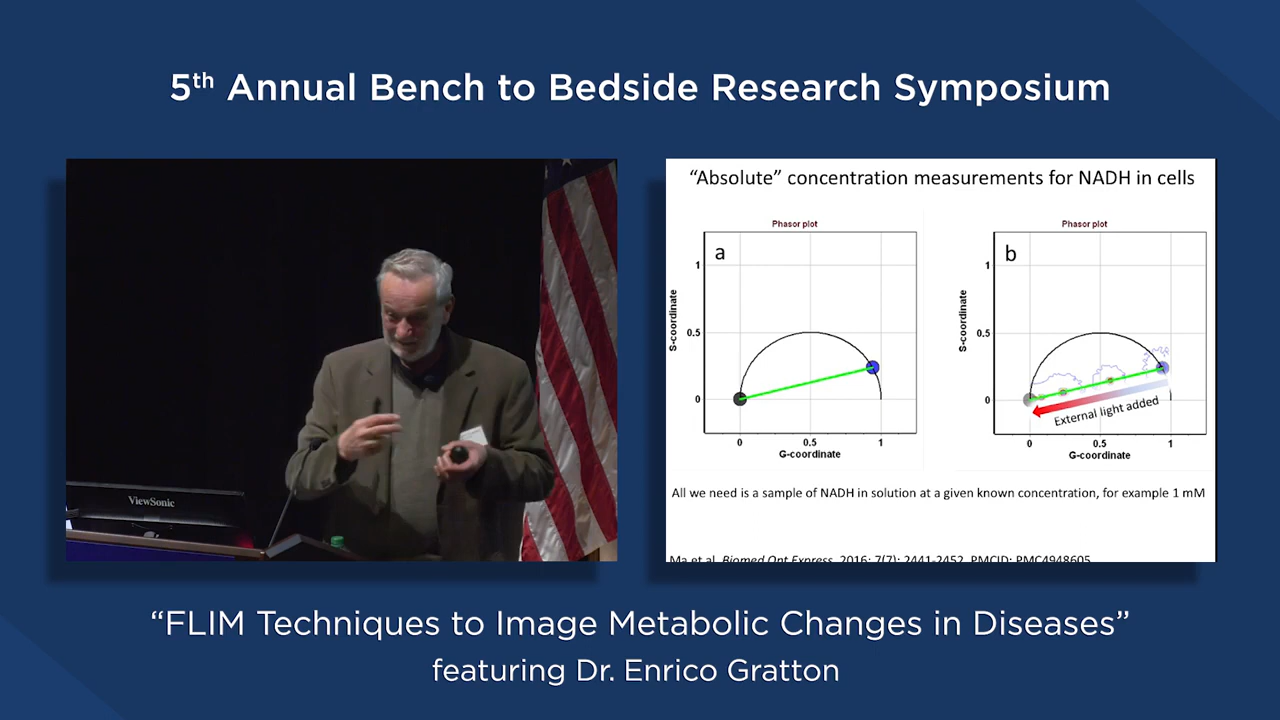 5th Annual Bench to Bedside Research Symposium
ViewSonic
"Absolute" concentration measurements for NADH in cells
Phasor plot
a
1
0.5
0
S-coordinate
0 0.5 1
G-coordinate
Phasor plot
b
1
0.5
0
S-coordinate
External light added
0 0.5 1
G-coordinate
All we need is a sample of NADH in solution at a given known concentration, for example 1 mM
Ma et al. Biomed Opt Express. 2016; 7(7): 2441-2452. PMCID: PMC4948605
“FLIM Techniques to Image Metabolic Changes in Diseases”
featuring Dr. Enrico Gratton